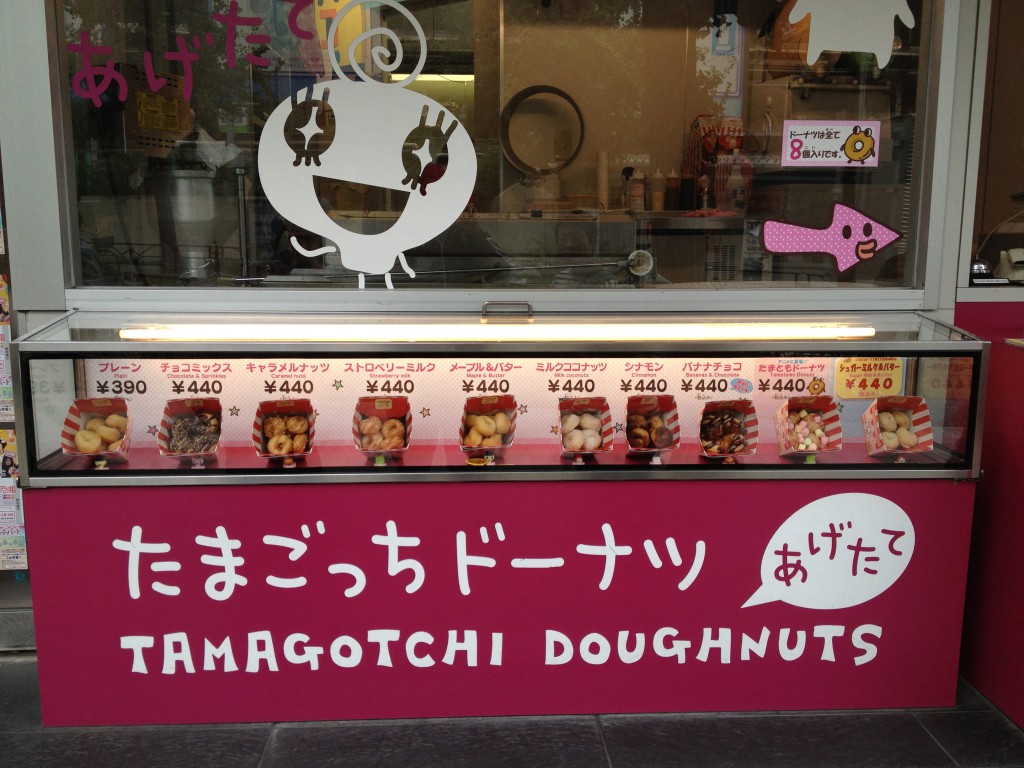 あげたて
ドーナツは全て
8個入りです。
プレーン
Plain
¥390
チョコミックス
Chocolate & Sprinkles
¥440
キャラメルナッツ
Caramel nuts
¥440
ストロベリーミルク
Strawberry milk
¥440
メープル&バター
Maple & Butter
¥440
ミルクココナッツ
Milk coconuts
¥440
シナモン
Cinnamon
¥440
バナナチョコ
Banana & Chocolate
¥440
たまともドーナツ
Tamatomo Donuts
¥440
シュガーミルク&バター
¥440
たまごっちドーナツ
あげたて
TAMAGOTCHI DOUGHNUTS